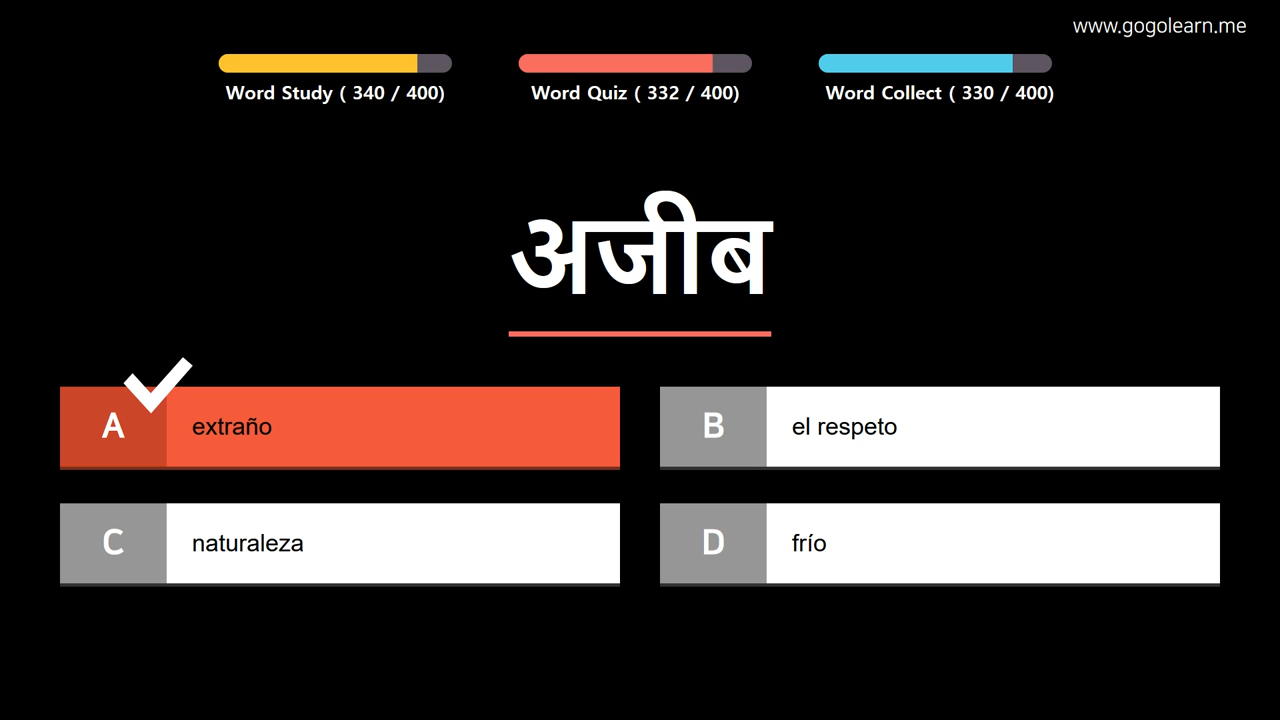 www.gogolearn.me
Word Study ( 340 / 400)
Word Quiz ( 332 / 400)
Word Collect ( 330 / 400)
अजीब
A extraño
B el respeto
C naturaleza
D frío